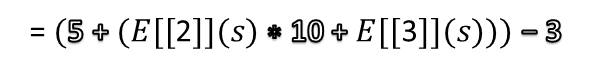 = (5 + (E[[2]](s) * 10 + E[[3]](s))) − 3